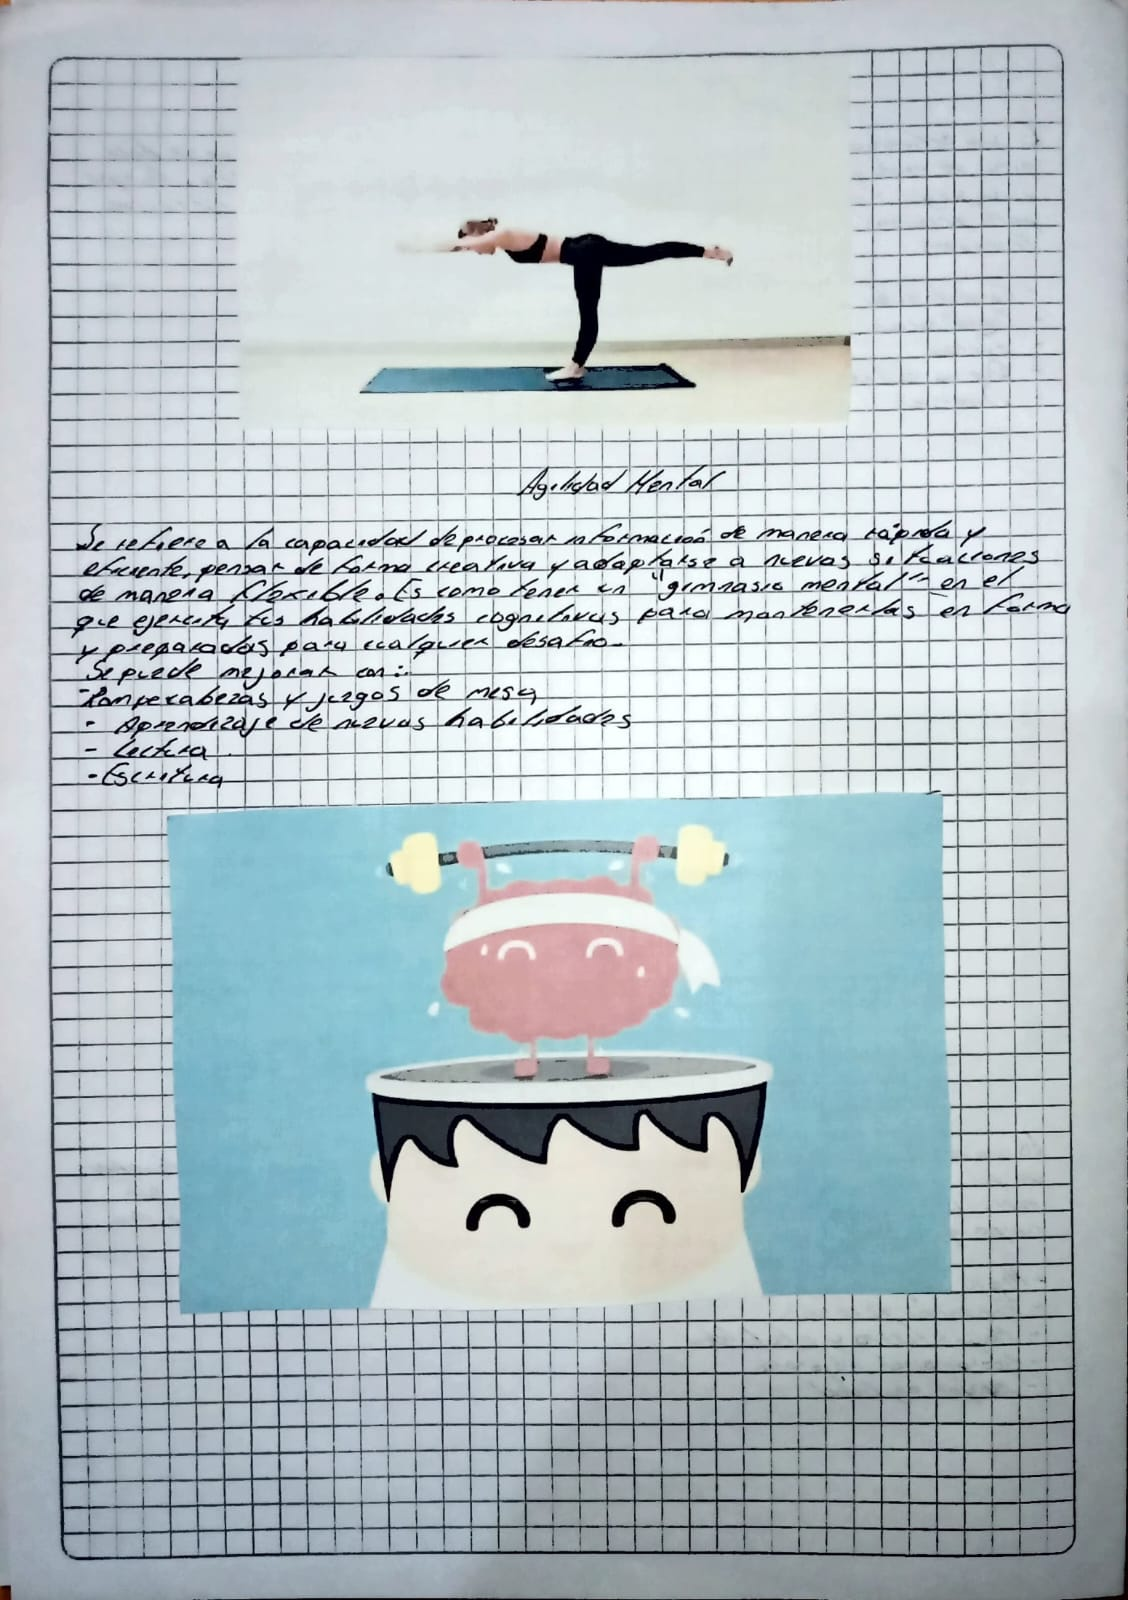 Agilidad Mental
Se refiere a la capacidad de procesar información de manera rápida y
eficiente, pensar de forma creativa y adaptarse a nuevas situaciones
de manera flexible. Es como tener un "gimnasio mental" en el
que ejercita tus habilidades cognitivas para mantenerlas en forma
y preparadas para cualquier desafio.
Se puede mejorar con:
-Rompecabezas y juegos de mesa
- Aprendizaje de nuevas habilidades
- Lectura
- Escritura